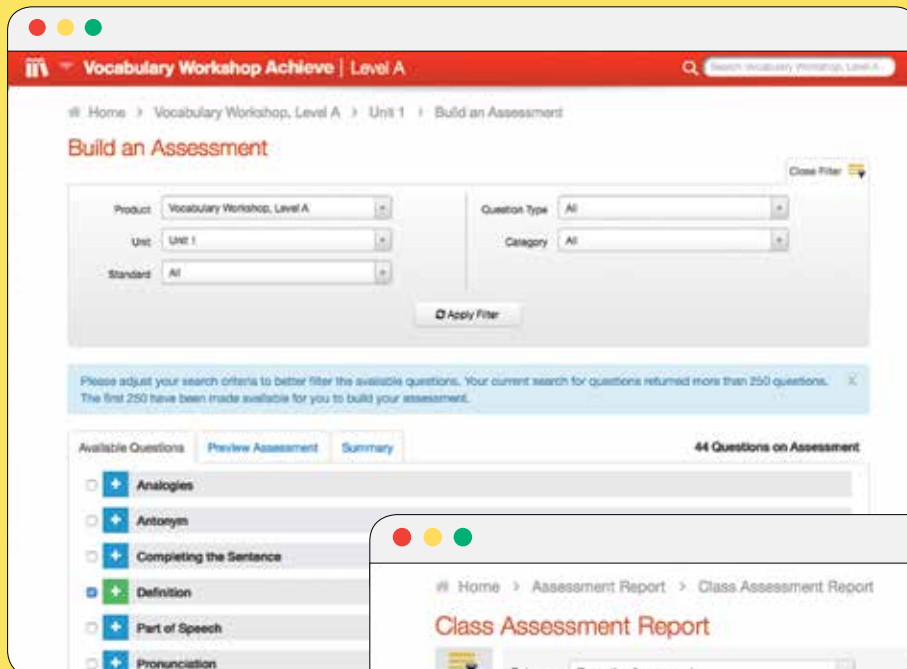 Vocabulary Workshop Achieve | Level A
Search Vocabulary Workshop, Level A
Home > Vocabulary Workshop, Level A > Unit 1 > Build an Assessment
Build an Assessment
Close Filter
Product Vocabulary Workshop, Level A Question Type All
Unit Unit 1 Category All
Standard All
Apply Filter
Please adjust your search criteria to better filter the available questions. Your current search for questions returned more than 250 questions. X
The first 250 have been made available for you to build your assessment.
Available Questions Preview Assessment Summary 44 Questions on Assessment
Analogies
Antonym
Completing the Sentence
Definition
Part of Speech
Pronunciation
Home > Assessment Report > Class Assessment Report
Class Assessment Report